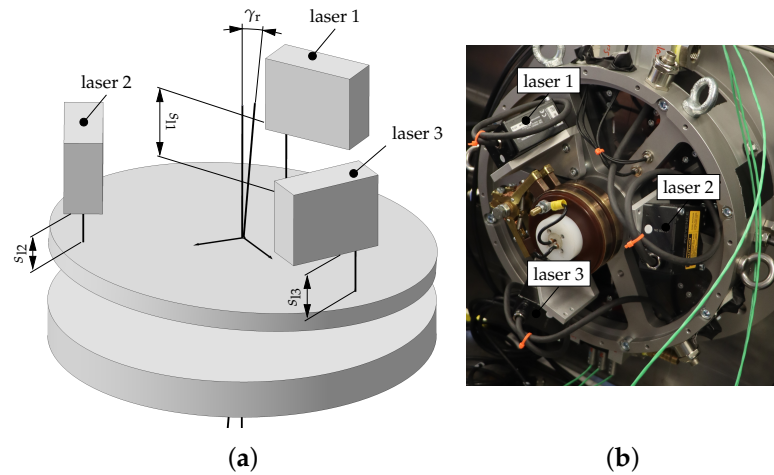 γr
laser 1
laser 2
laser 3
sl1
sl2
sl3
laser 1
laser 2
laser 3
(a) (b)